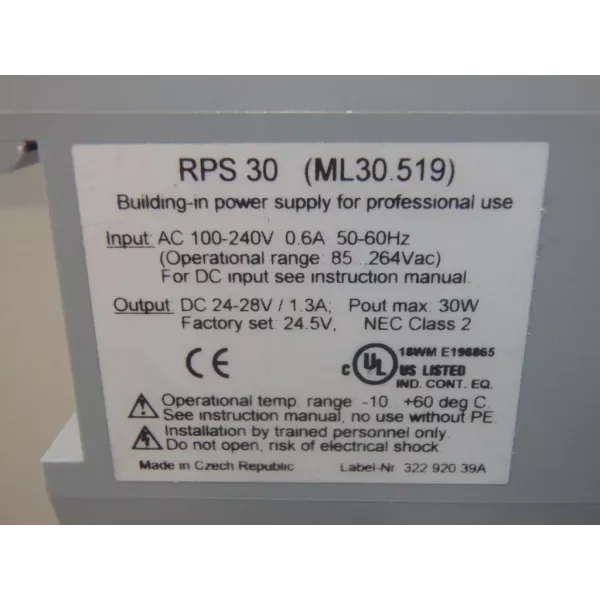 RPS 30 (ML30.519)
Building-in power supply for professional use
Input: AC 100-240V 0.6A 50-60Hz
(Operational range: 85...264Vac)
For DC input see instruction manual.
Output: DC 24-28V / 1.3A; Pout max: 30W
Factory set: 24.5V, NEC Class 2
CE
c UL US LISTED
18WM E198865
IND. CONT. EQ.
Operational temp. range: -10...+60 deg C.
See instruction manual, no use without PE.
Installation by trained personnel only.
Do not open, risk of electrical shock.
Made in Czech Republic Label-Nr. 322 920 39A